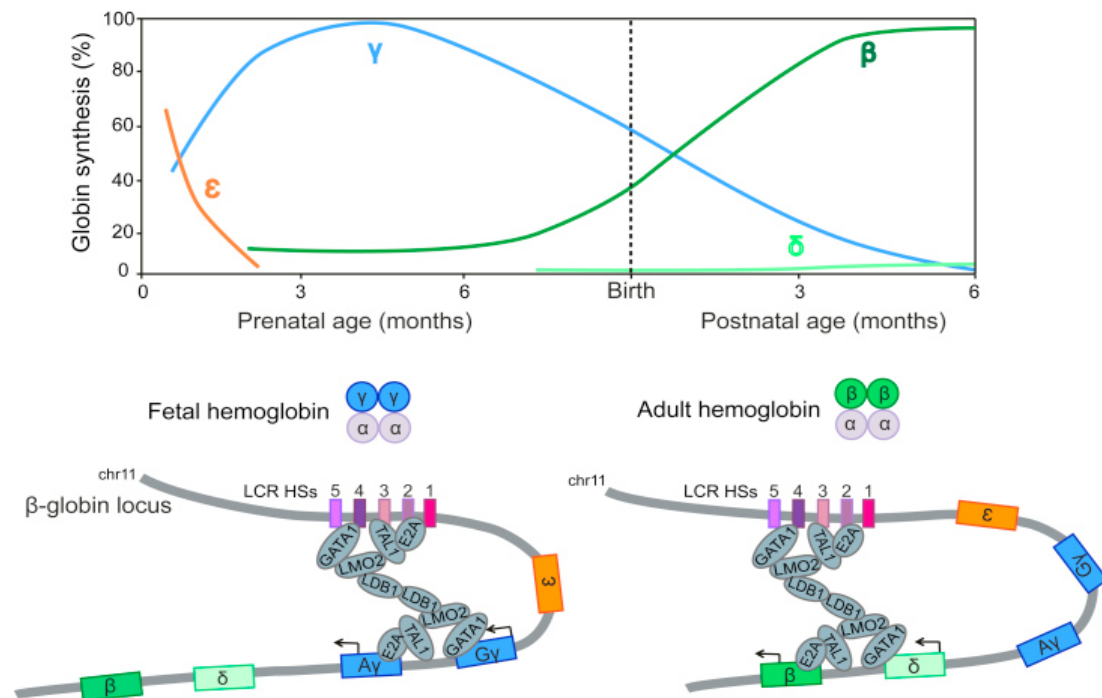 100
80
60
40
20
0
Globin synthesis (%)
γ
β
ε
δ
0 3 6 Birth 3 6
Prenatal age (months) Postnatal age (months)
Fetal hemoglobin
γ γ
α α
chr11
β-globin locus
LCR HSs 5 4 3 2 1
GATA1 TAL1 E2A
LMO2
LDB1
LDB1
LMO2
E2A TAL1 GATA1
ε
β δ Aγ Gγ
Adult hemoglobin
β β
α α
chr11
LCR HSs 5 4 3 2 1
GATA1 TAL1 E2A
LMO2
LDB1
LDB1
LMO2
E2A TAL1 GATA1
ε
Gγ
Aγ
β δ